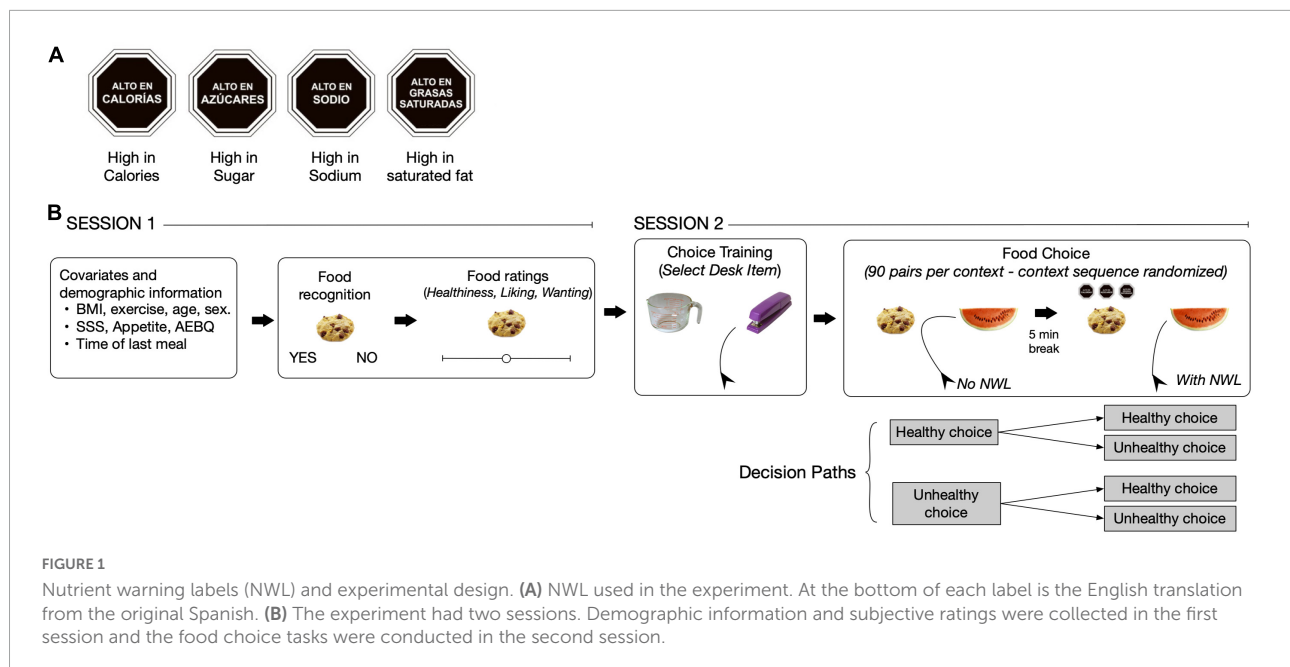 A
ALTO EN
CALORÍAS
ALTO EN
AZÚCARES
ALTO EN
SODIO
ALTO EN
GRASAS
SATURADAS
High in
Calories
High in
Sugar
High in
Sodium
High in
saturated fat
B
SESSION 1
SESSION 2
Covariates and
demographic information
• BMI, exercise, age, sex.
• SSS, Appetite, AEBQ
• Time of last meal
Food
recognition
YES NO
Food ratings
(Healthiness, Liking, Wanting)
Choice Training
(Select Desk Item)
Food Choice
(90 pairs per context - context sequence randomized)
5 min
break
No NWL
With NWL
Decision Paths
Healthy choice
Unhealthy
choice
Healthy choice
Unhealthy choice
Healthy choice
Unhealthy choice
FIGURE 1
Nutrient warning labels (NWL) and experimental design. (A) NWL used in the experiment. At the bottom of each label is the English translation
from the original Spanish. (B) The experiment had two sessions. Demographic information and subjective ratings were collected in the first
session and the food choice tasks were conducted in the second session.